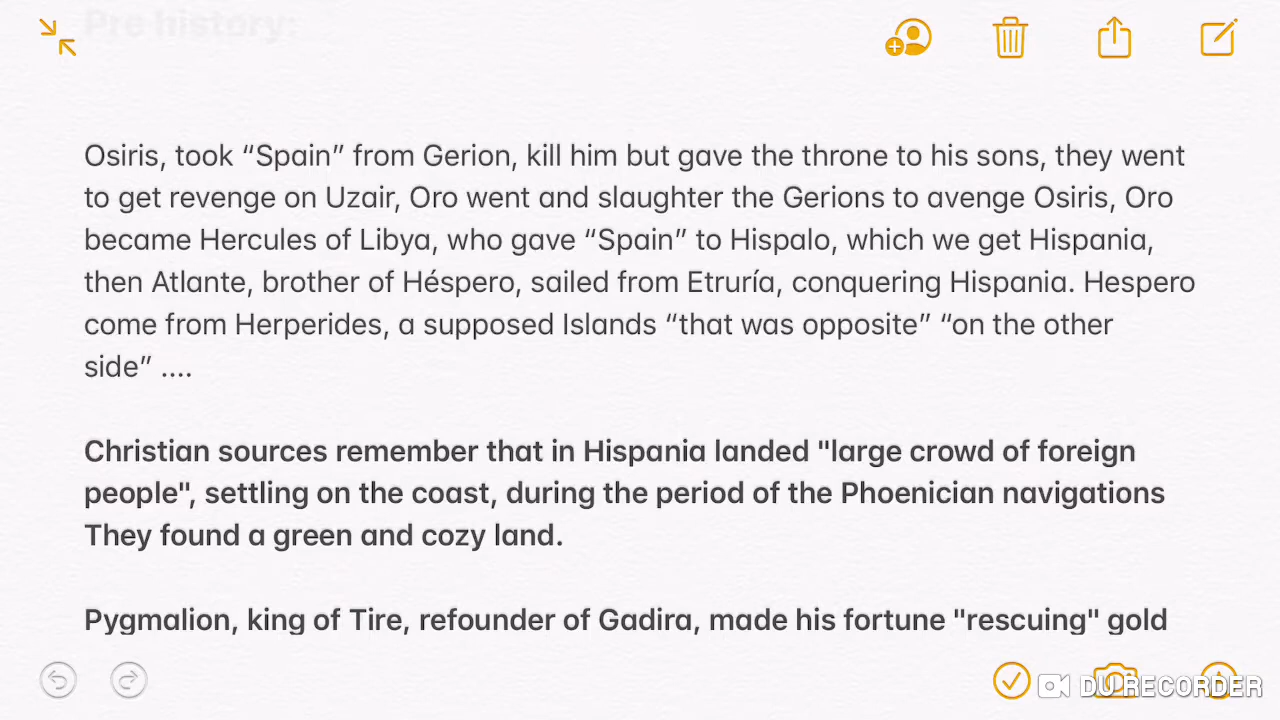 Pre history:
Osiris, took “Spain” from Gerion, kill him but gave the throne to his sons, they went
to get revenge on Uzair, Oro went and slaughter the Gerions to avenge Osiris, Oro
became Hercules of Libya, who gave “Spain” to Hispalo, which we get Hispania,
then Atlante, brother of Héspero, sailed from Etruría, conquering Hispania. Hespero
come from Herperides, a supposed Islands “that was opposite” “on the other
side” ....
Christian sources remember that in Hispania landed "large crowd of foreign
people", settling on the coast, during the period of the Phoenician navigations
They found a green and cozy land.
Pygmalion, king of Tire, refounder of Gadira, made his fortune "rescuing" gold
DU RECORDER